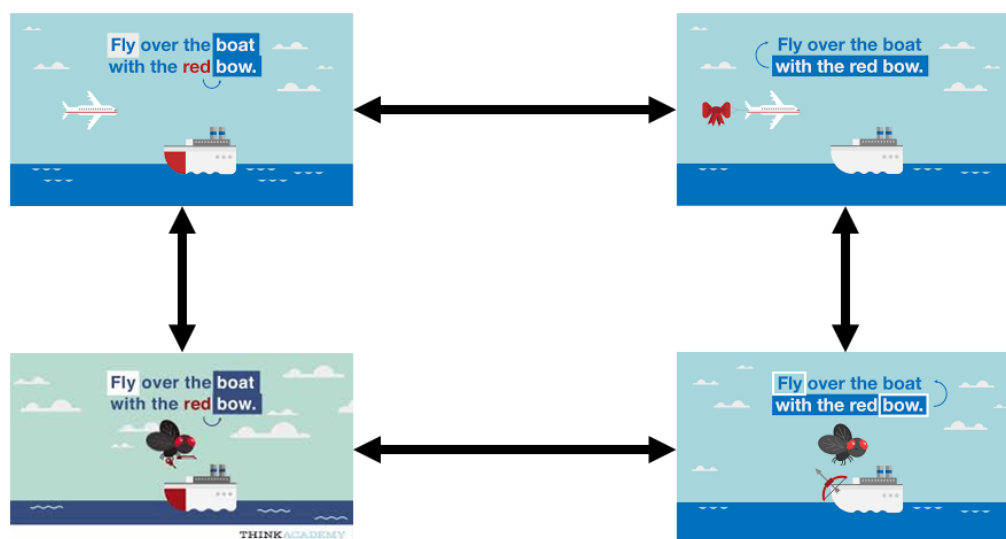 Fly over the boat
with the red bow.
Fly over the boat
with the red bow.
Fly over the boat
with the red bow.
THINKACADEMY
Fly over the boat
with the red bow.